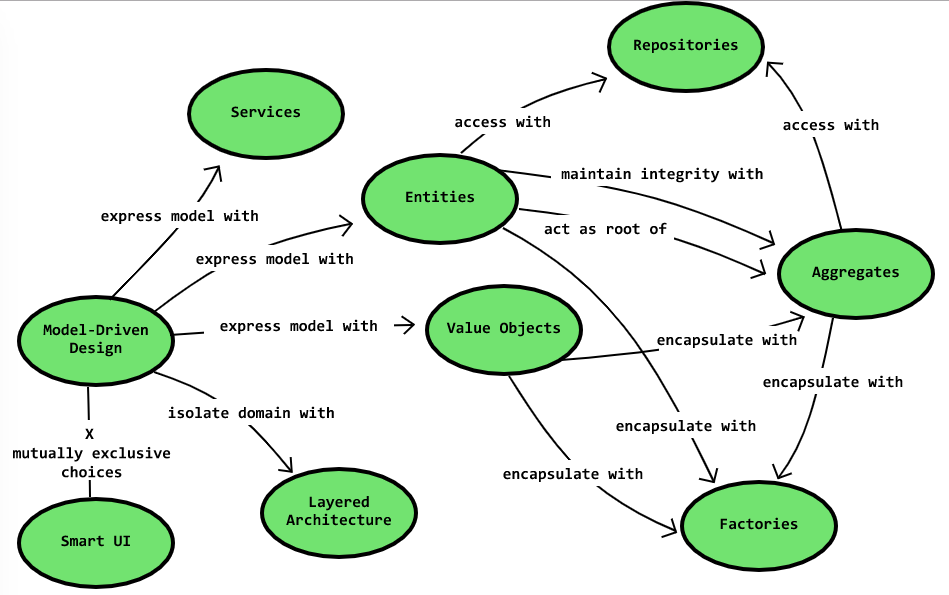 Repositories
Services
access with
access with
maintain integrity with
Entities
express model with
act as root of
express model with
Aggregates
Model-Driven
Design
express model with
Value Objects
encapsulate with
encapsulate with
isolate domain with
encapsulate with
X
mutually exclusive
choices
encapsulate with
Layered
Architecture
Factories
Smart UI